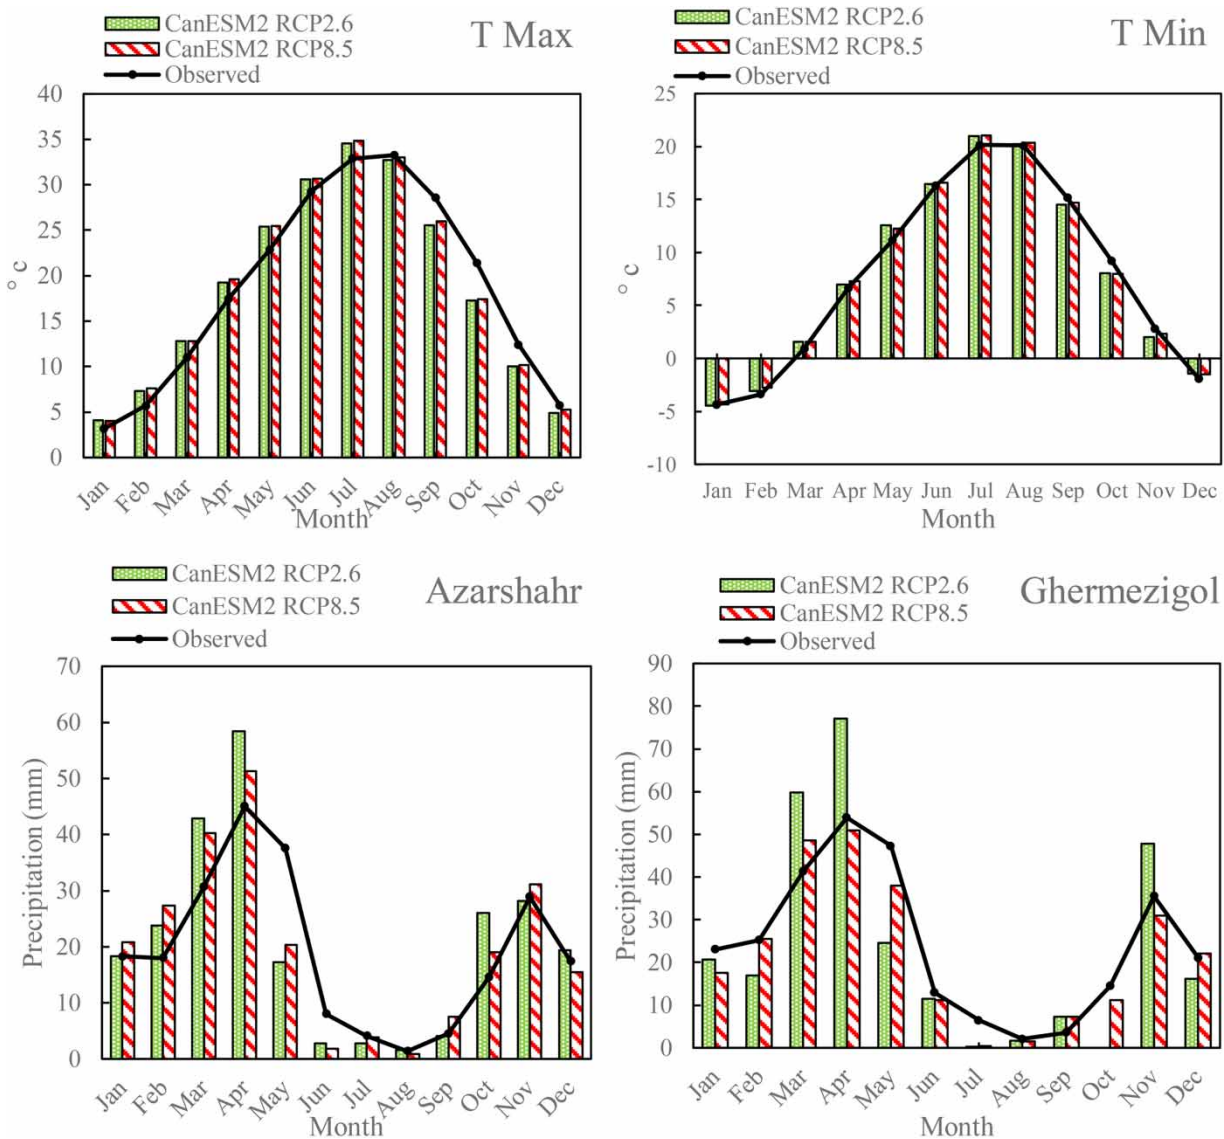 CanESM2 RCP2.6
CanESM2 RCP8.5
Observed
T Max
40
35
30
25
20
15
10
5
0
° c
Jan Feb Mar Apr May Jun Jul Aug Sep Oct Nov Dec
Month
CanESM2 RCP2.6
CanESM2 RCP8.5
Observed
T Min
25
20
15
10
5
0
-5
-10
° c
Jan Feb Mar Apr May Jun Jul Aug Sep Oct Nov Dec
Month
CanESM2 RCP2.6
CanESM2 RCP8.5
Observed
Azarshahr
70
60
50
40
30
20
10
0
Precipitation (mm)
Jan Feb Mar Apr May Jun Jul Aug Sep Oct Nov Dec
Month
CanESM2 RCP2.6
CanESM2 RCP8.5
Observed
Ghermezigol
90
80
70
60
50
40
30
20
10
0
Precipitation (mm)
Jan Feb Mar Apr May Jun Jul Aug Sep Oct Nov Dec
Month